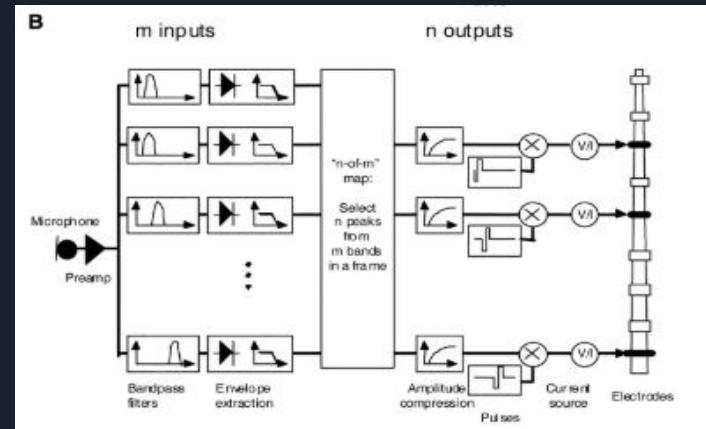 B
m inputs
n outputs
"n-of-m"
map:
Select
n peaks
from
m bands
in a frame
Microphone
Preamp
V/I
V/I
V/I
Bandpass
filters
Envelope
extraction
Amplitude
compression
Pulses
Current
source
Electrodes